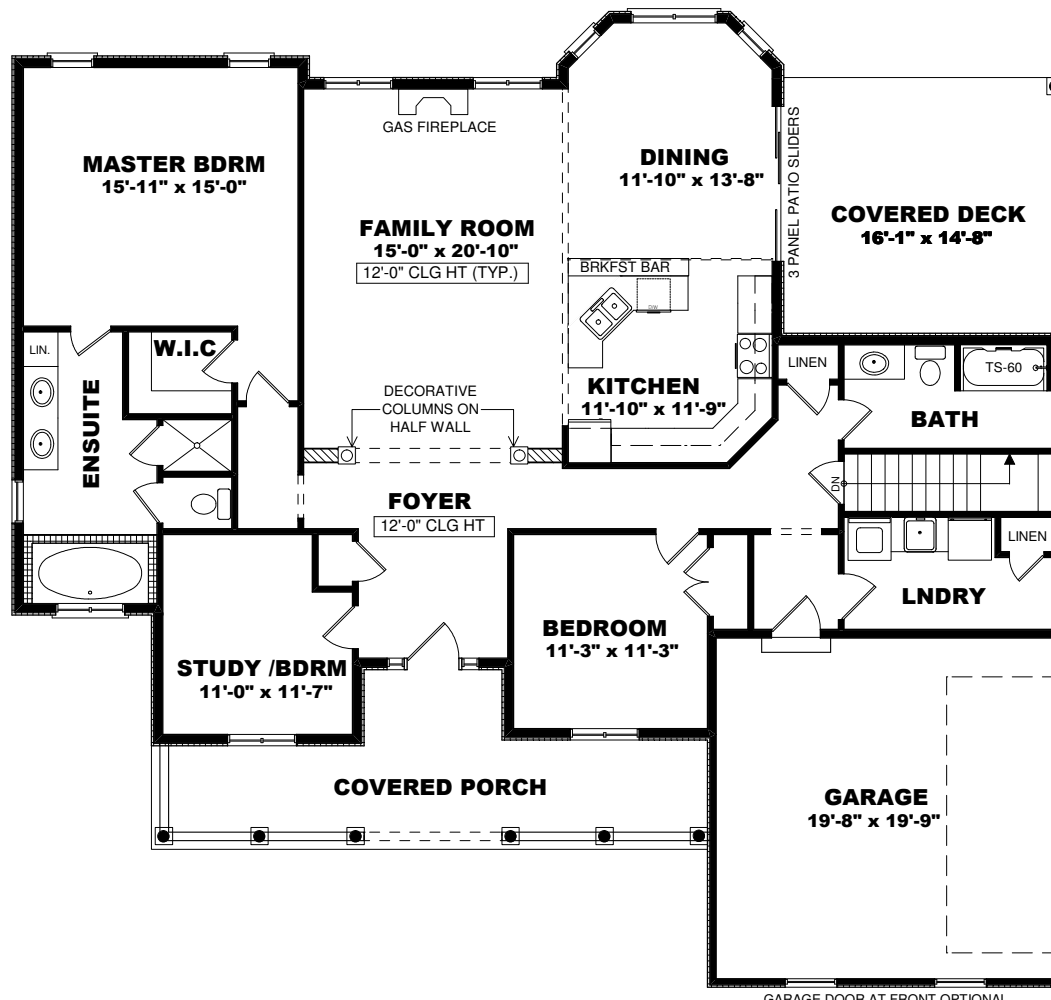 MASTER BDRM
15'-11" x 15'-0"
GAS FIREPLACE
FAMILY ROOM
15'-0" x 20'-10"
12'-0" CLG HT (TYP.)
DINING
11'-10" x 13'-8"
3 PANEL PATIO SLIDERS
COVERED DECK
16'-1" x 14'-8"
BRKFST BAR
DW
LIN.
W.I.C
ENSUITE
DECORATIVE
COLUMNS ON
HALF WALL
KITCHEN
11'-10" x 11'-9"
LINEN
TS-60
BATH
DN
FOYER
12'-0" CLG HT
LINEN
LNDRY
STUDY /BDRM
11'-0" x 11'-7"
BEDROOM
11'-3" x 11'-3"
COVERED PORCH
GARAGE
19'-8" x 19'-9"
GARAGE DOOR AT FRONT OPTIONAL